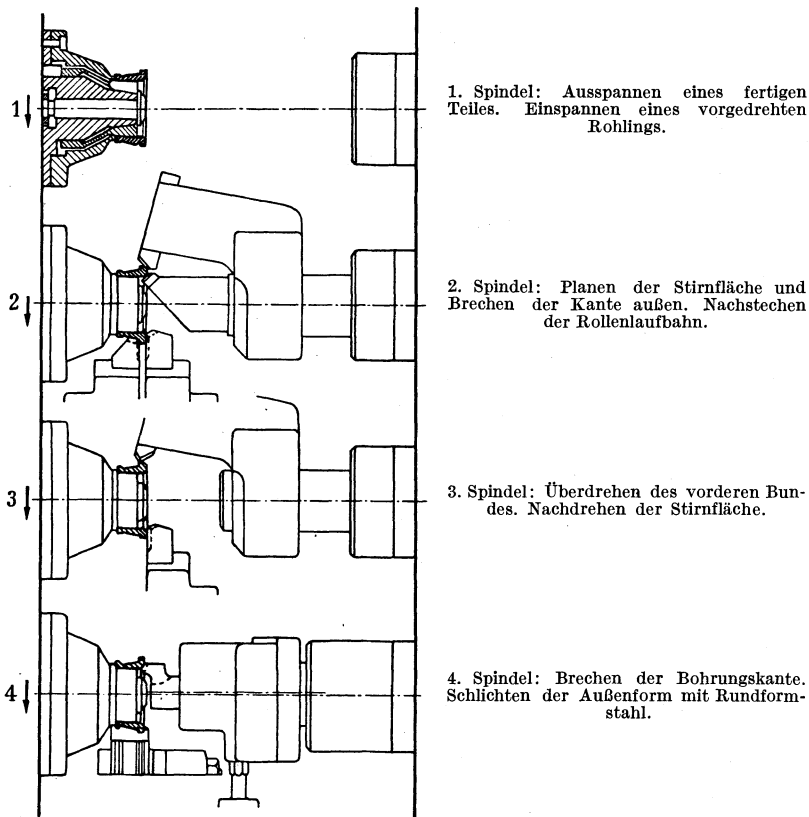 1
1. Spindel: Ausspannen eines fertigen
Teiles. Einspannen eines vorgedrehten
Rohlings.
2
2. Spindel: Planen der Stirnfläche und
Brechen der Kante außen. Nachstechen
der Rollenlaufbahn.
3
3. Spindel: Überdrehen des vorderen Bun-
des. Nachdrehen der Stirnfläche.
4
4. Spindel: Brechen der Bohrungskante.
Schlichten der Außenform mit Rundform-
stahl.